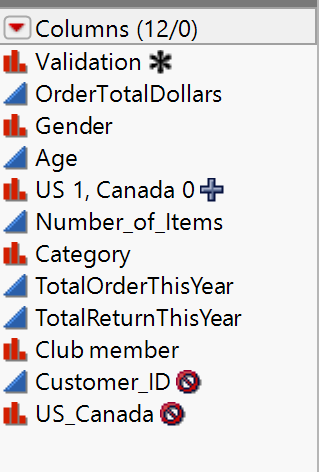 Columns (12/0)
Validation
OrderTotalDollars
Gender
Age
US 1, Canada 0
Number_of_Items
Category
TotalOrderThisYear
TotalReturnThisYear
Club member
Customer_ID
US_Canada